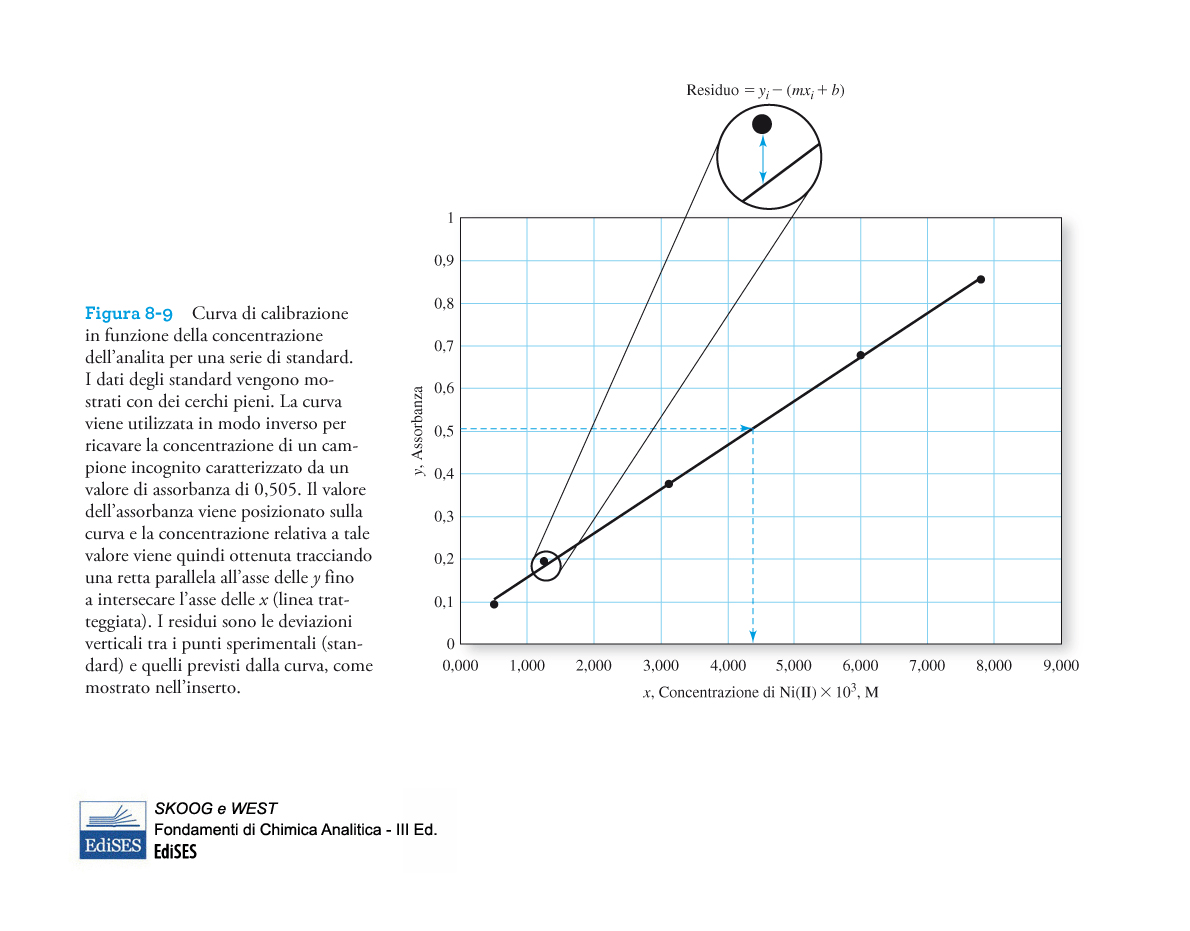 Residuo = yᵢ − (mxᵢ + b)
1
0,9
0,8
0,7
0,6
0,5
0,4
0,3
0,2
0,1
0
y, Assorbanza
0,000 1,000 2,000 3,000 4,000 5,000 6,000 7,000 8,000 9,000
x, Concentrazione di Ni(II) × 10³, M
Figura 8-9 Curva di calibrazione
in funzione della concentrazione
dell'analita per una serie di standard.
I dati degli standard vengono mo-
strati con dei cerchi pieni. La curva
viene utilizzata in modo inverso per
ricavare la concentrazione di un cam-
pione incognito caratterizzato da un
valore di assorbanza di 0,505. Il valore
dell'assorbanza viene posizionato sulla
curva e la concentrazione relativa a tale
valore viene quindi ottenuta tracciando
una retta parallela all'asse delle y fino
a intersecare l'asse delle x (linea trat-
teggiata). I residui sono le deviazioni
verticali tra i punti sperimentali (stan-
dard) e quelli previsti dalla curva, come
mostrato nell'inserto.
SKOOG e WEST
Fondamenti di Chimica Analitica - III Ed.
EdiSES
EdiSES